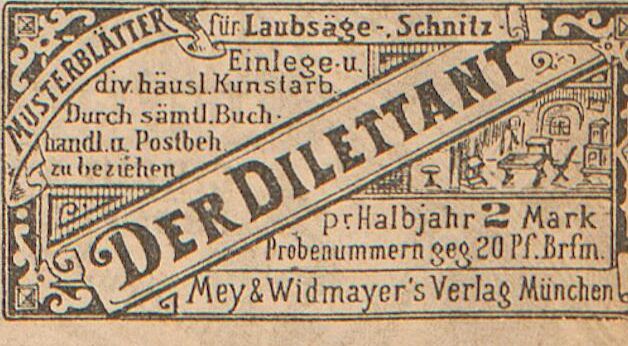 MUSTERBLÄTTER
für Laubsäge-, Schnitz-
Einlege- u.
div. häusl. Kunstarb.
Durch sämtl. Buch-
handl. u. Postbeh.
zu beziehen
DER DILETTANT
pr Halbjahr 2 Mark
Probenummern geg 20 Pf. Brfm.
Mey & Widmayer's Verlag München